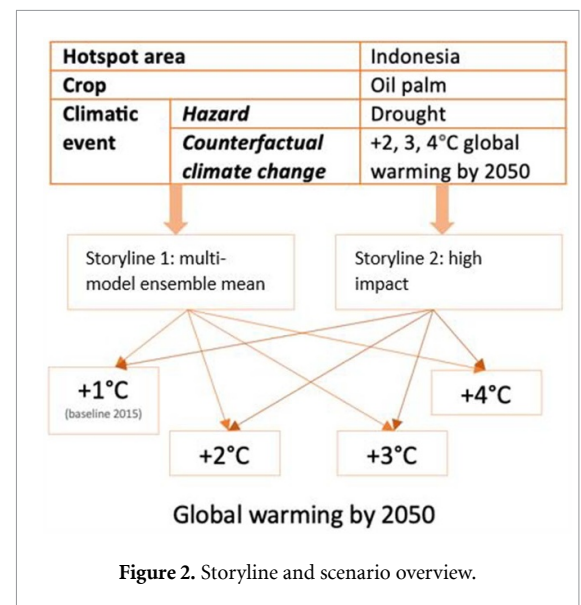 Hotspot area Indonesia
Crop Oil palm
Climatic event Hazard Drought
Counterfactual climate change +2, 3, 4°C global warming by 2050
Storyline 1: multi-
model ensemble mean
Storyline 2: high
impact
+1°C
(baseline 2015)
+4°C
+2°C
+3°C
Global warming by 2050
Figure 2. Storyline and scenario overview.